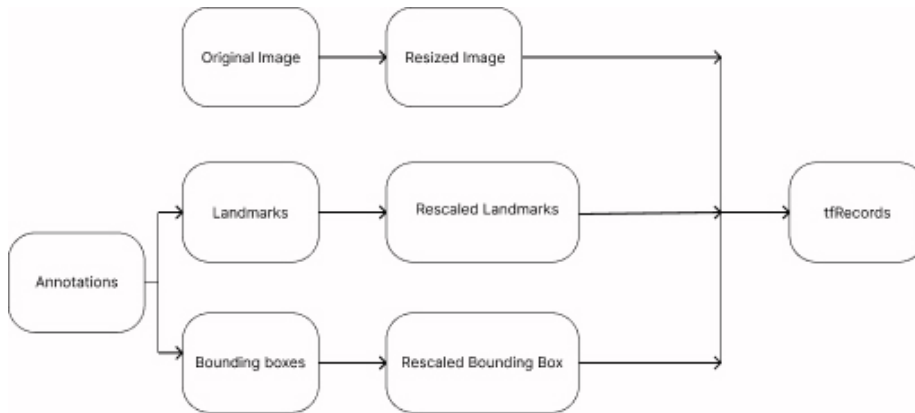 Original Image
Resized Image
Landmarks
Rescaled Landmarks
tfRecords
Annotations
Bounding boxes
Rescaled Bounding Box